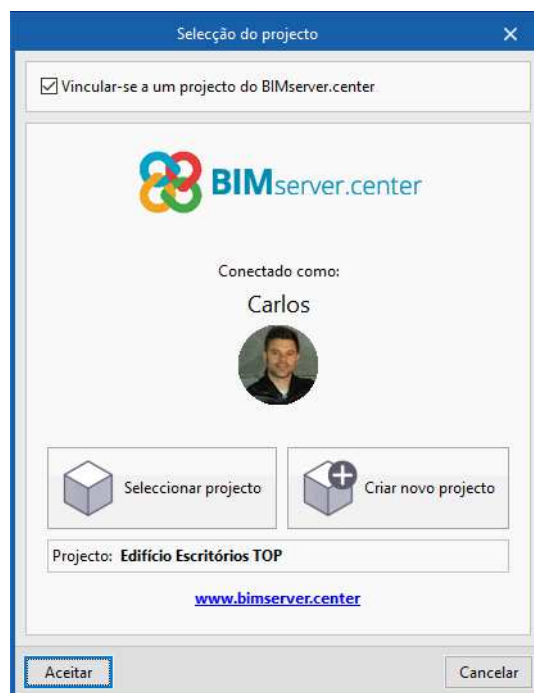 Selecção do projecto
Vincular-se a um projecto do BIMserver.center
BIMserver.center
Conectado como:
Carlos
Seleccionar projecto
Criar novo projecto
Projecto: Edifício Escritórios TOP
www.bimserver.center
Aceitar
Cancelar